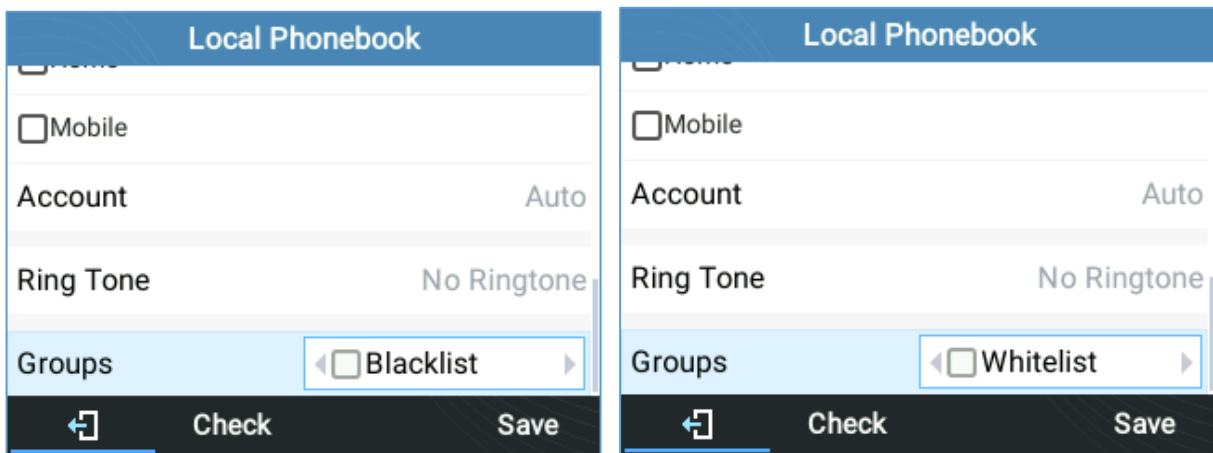 Local Phonebook
Mobile
Account Auto
Ring Tone No Ringtone
Groups Blacklist
Check Save
Local Phonebook
Mobile
Account Auto
Ring Tone No Ringtone
Groups Whitelist
Check Save